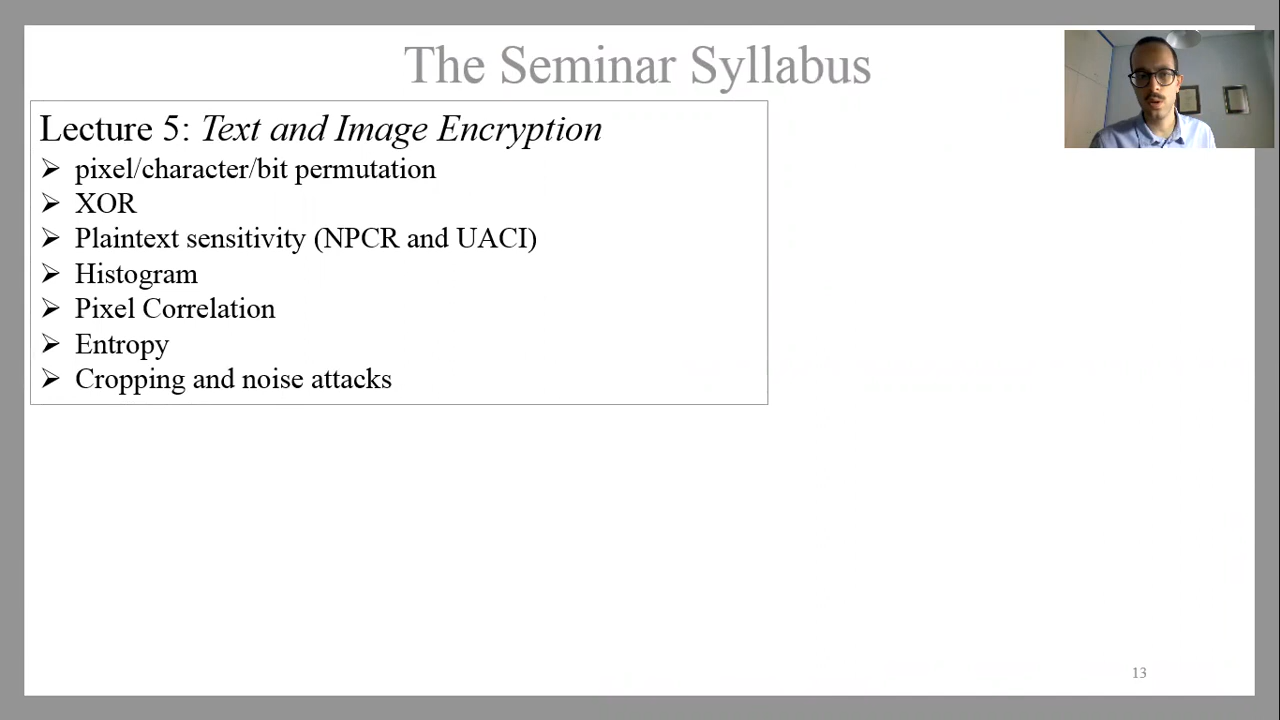 The Seminar Syllabus
Lecture 5: Text and Image Encryption
➢ pixel/character/bit permutation
➢ XOR
➢ Plaintext sensitivity (NPCR and UACI)
➢ Histogram
➢ Pixel Correlation
➢ Entropy
➢ Cropping and noise attacks
13